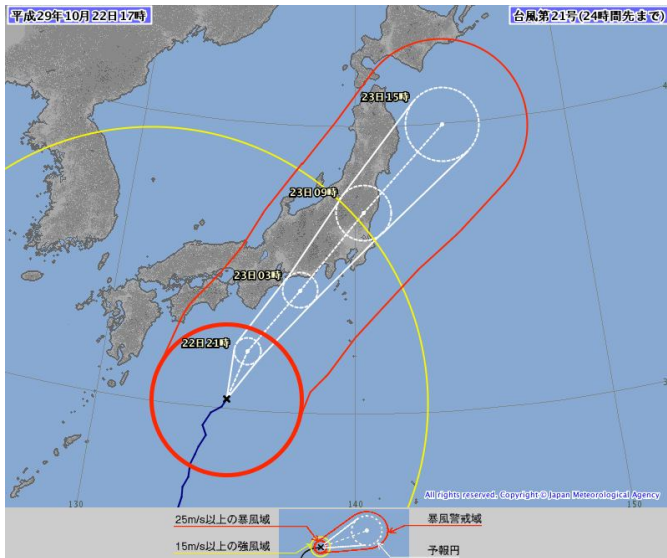 平成29年10月22日17時
台風第21号(24時間先まで)
23日15時
23日09時
23日03時
22日21時
130
140
All rights reserved. Copyright © Japan Meteorological Agency
25m/s以上の暴風域
暴風警戒域
15m/s以上の強風域
予報円